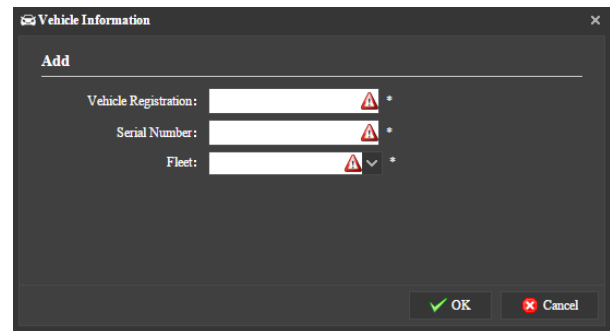 Vehicle Information
Add
Vehicle Registration: *
Serial Number: *
Fleet: *
OK Cancel